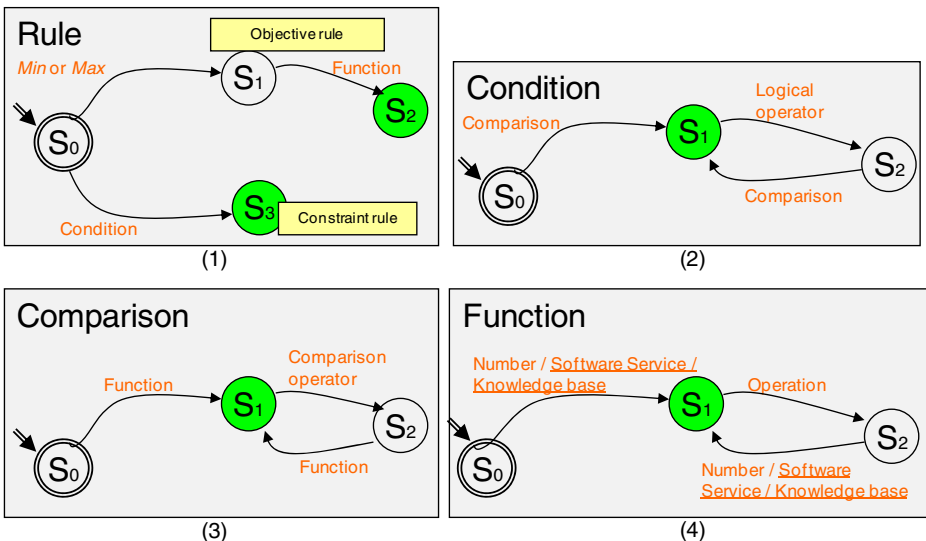 Rule
Objective rule
Min or Max
S1
Function
S2
S0
S3
Constraint rule
Condition
(1)
Condition
Comparison
Logical
operator
S1
S2
S0
Comparison
(2)
Comparison
Function
Comparison
operator
S1
S2
S0
Function
(3)
Function
Number / Software Service /
Knowledge base
Operation
S1
S2
S0
Number / Software
Service / Knowledge base
(4)